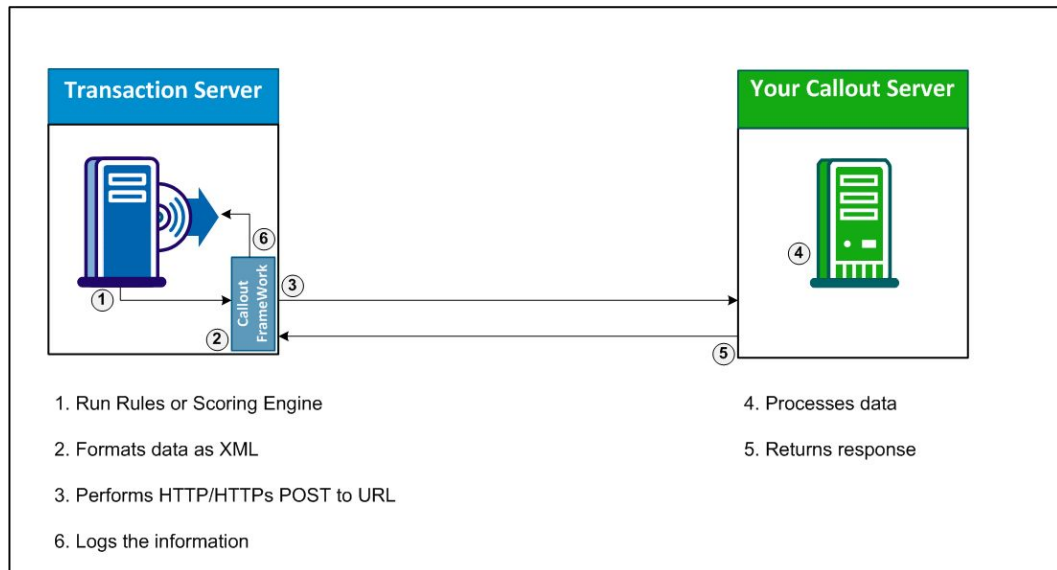 Transaction Server
Your Callout Server
6
4
Callout
FrameWork
3
1
2
5
1. Run Rules or Scoring Engine
2. Formats data as XML
3. Performs HTTP/HTTPs POST to URL
6. Logs the information
4. Processes data
5. Returns response